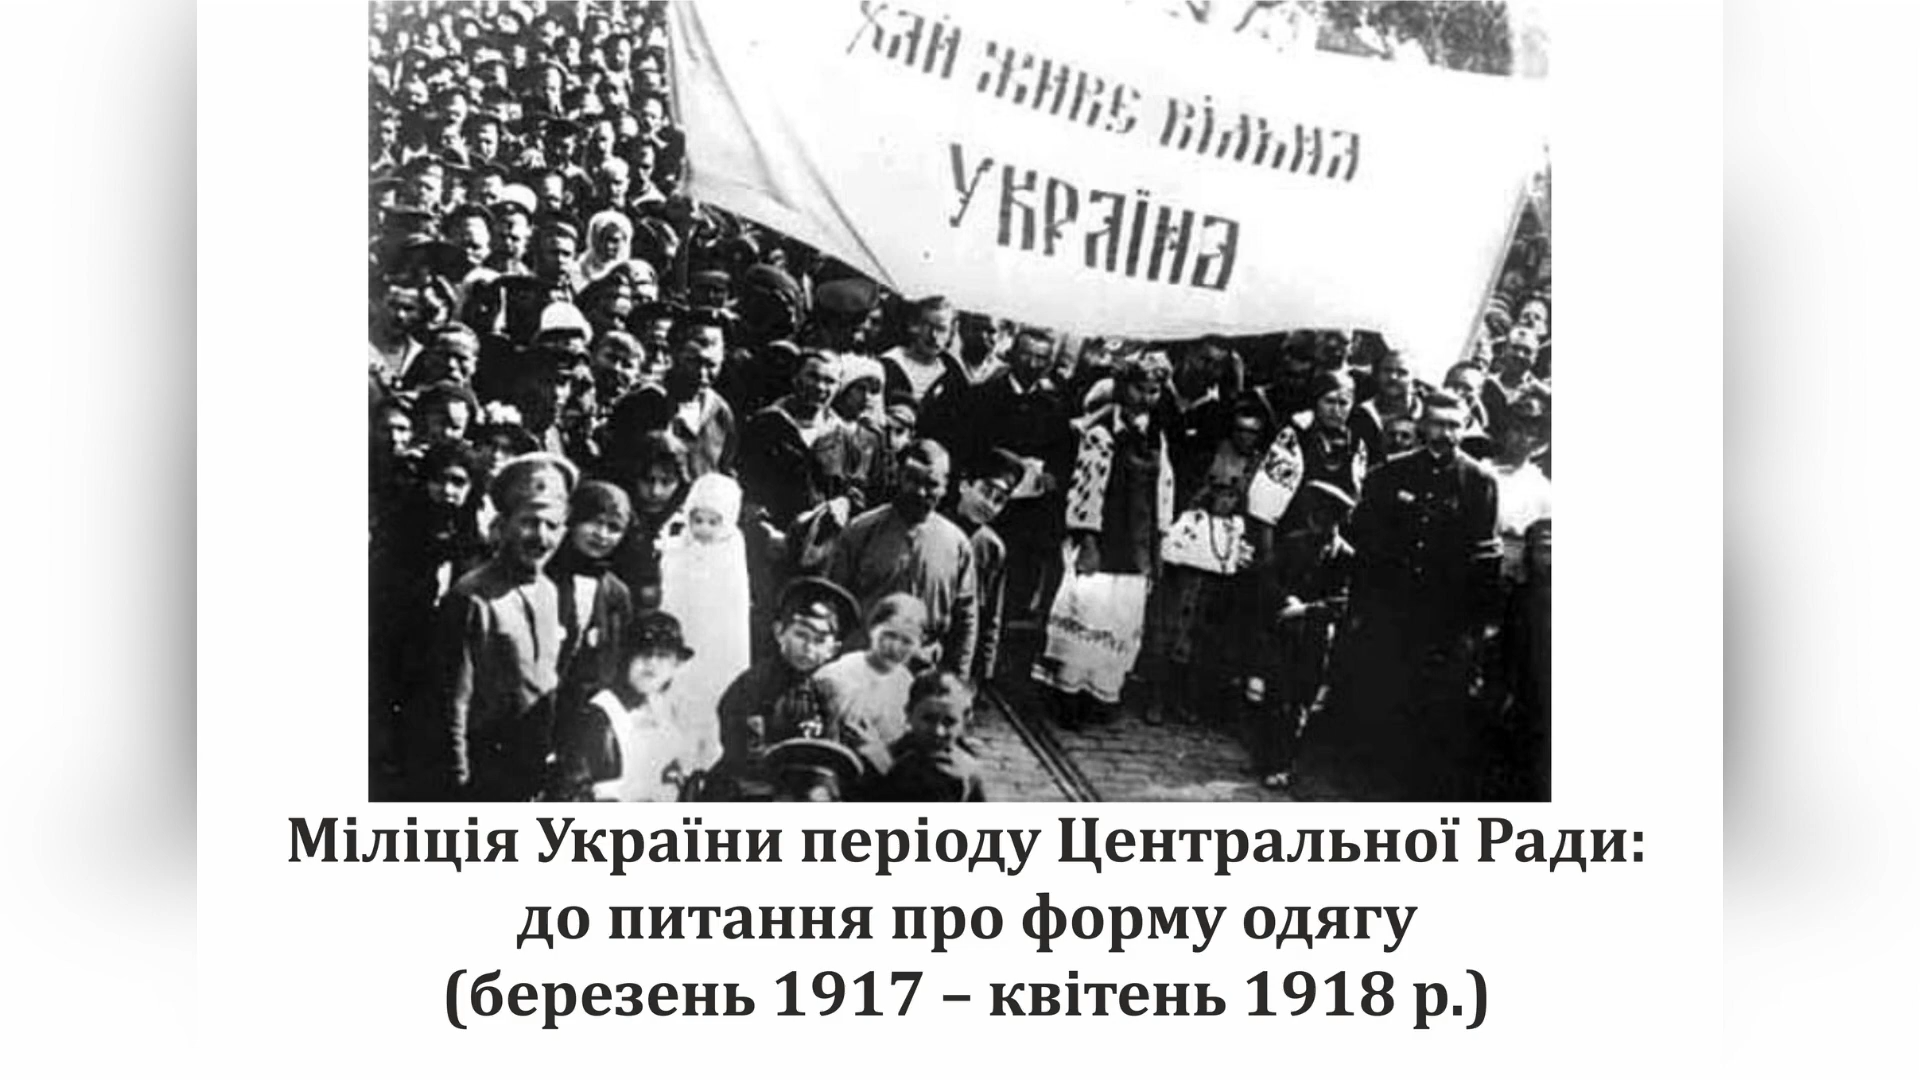 ХАЙ ЖИВЕ ВІЛЬНА
УКРАЇНА
Міліція України періоду Центральної Ради:
до питання про форму одягу
(березень 1917 – квітень 1918 р.)